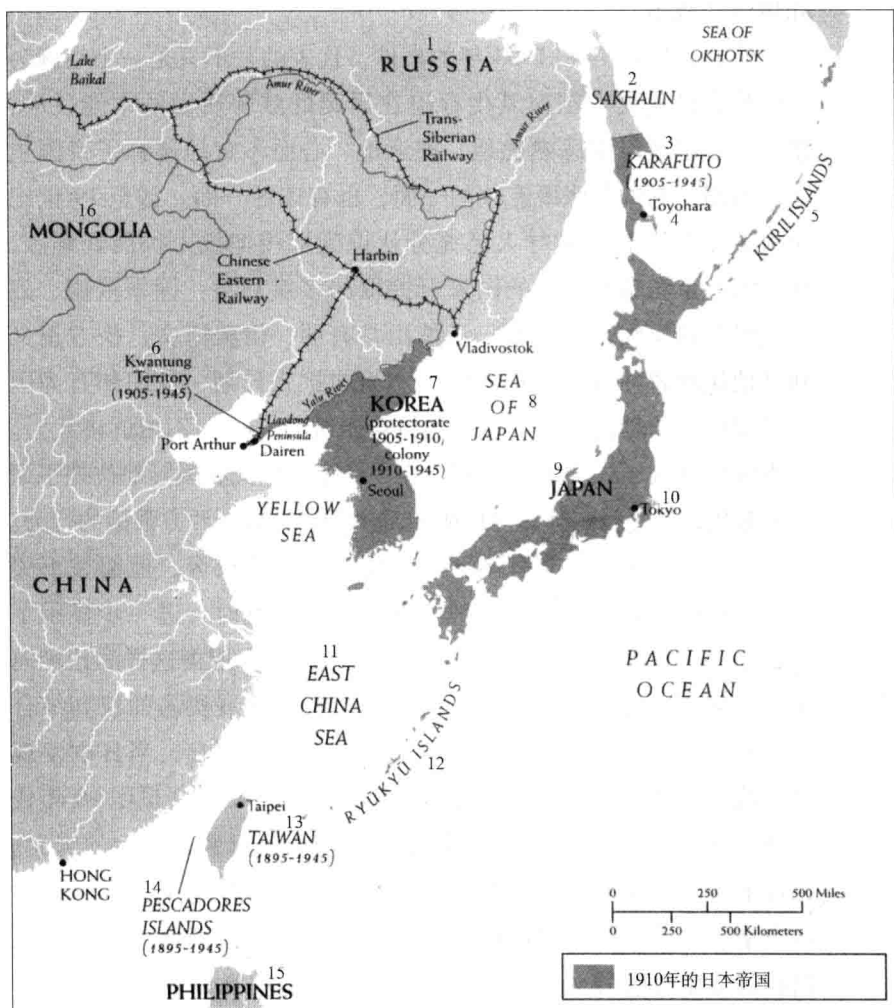 SEA OF
OKHOTSK
1
RUSSIA
Lake
Baikal
Amur River
Trans-
Siberian
Railway
Amur River
2
SAKHALIN
3
KARAFUTO
(1905-1945)
Toyohara
4
KURIL ISLANDS
5
16
MONGOLIA
Chinese
Eastern
Railway
Harbin
Vladivostok
6
Kwantung
Territory
(1905-1945)
Yalu River
Liaodong
Peninsula
Port Arthur
Dairen
7
KOREA
(protectorate
1905-1910,
colony
1910-1945)
Seoul
SEA
OF 8
JAPAN
9
JAPAN
10
Tokyo
YELLOW
SEA
CHINA
11
EAST
CHINA
SEA
PACIFIC
OCEAN
RYŪKYŪ ISLANDS
12
Taipei
13
TAIWAN
(1895-1945)
HONG
KONG
14
PESCADORES
ISLANDS
(1895-1945)
15
PHILIPPINES
0 250 500 Miles
0 250 500 Kilometers
1910年的日本帝国